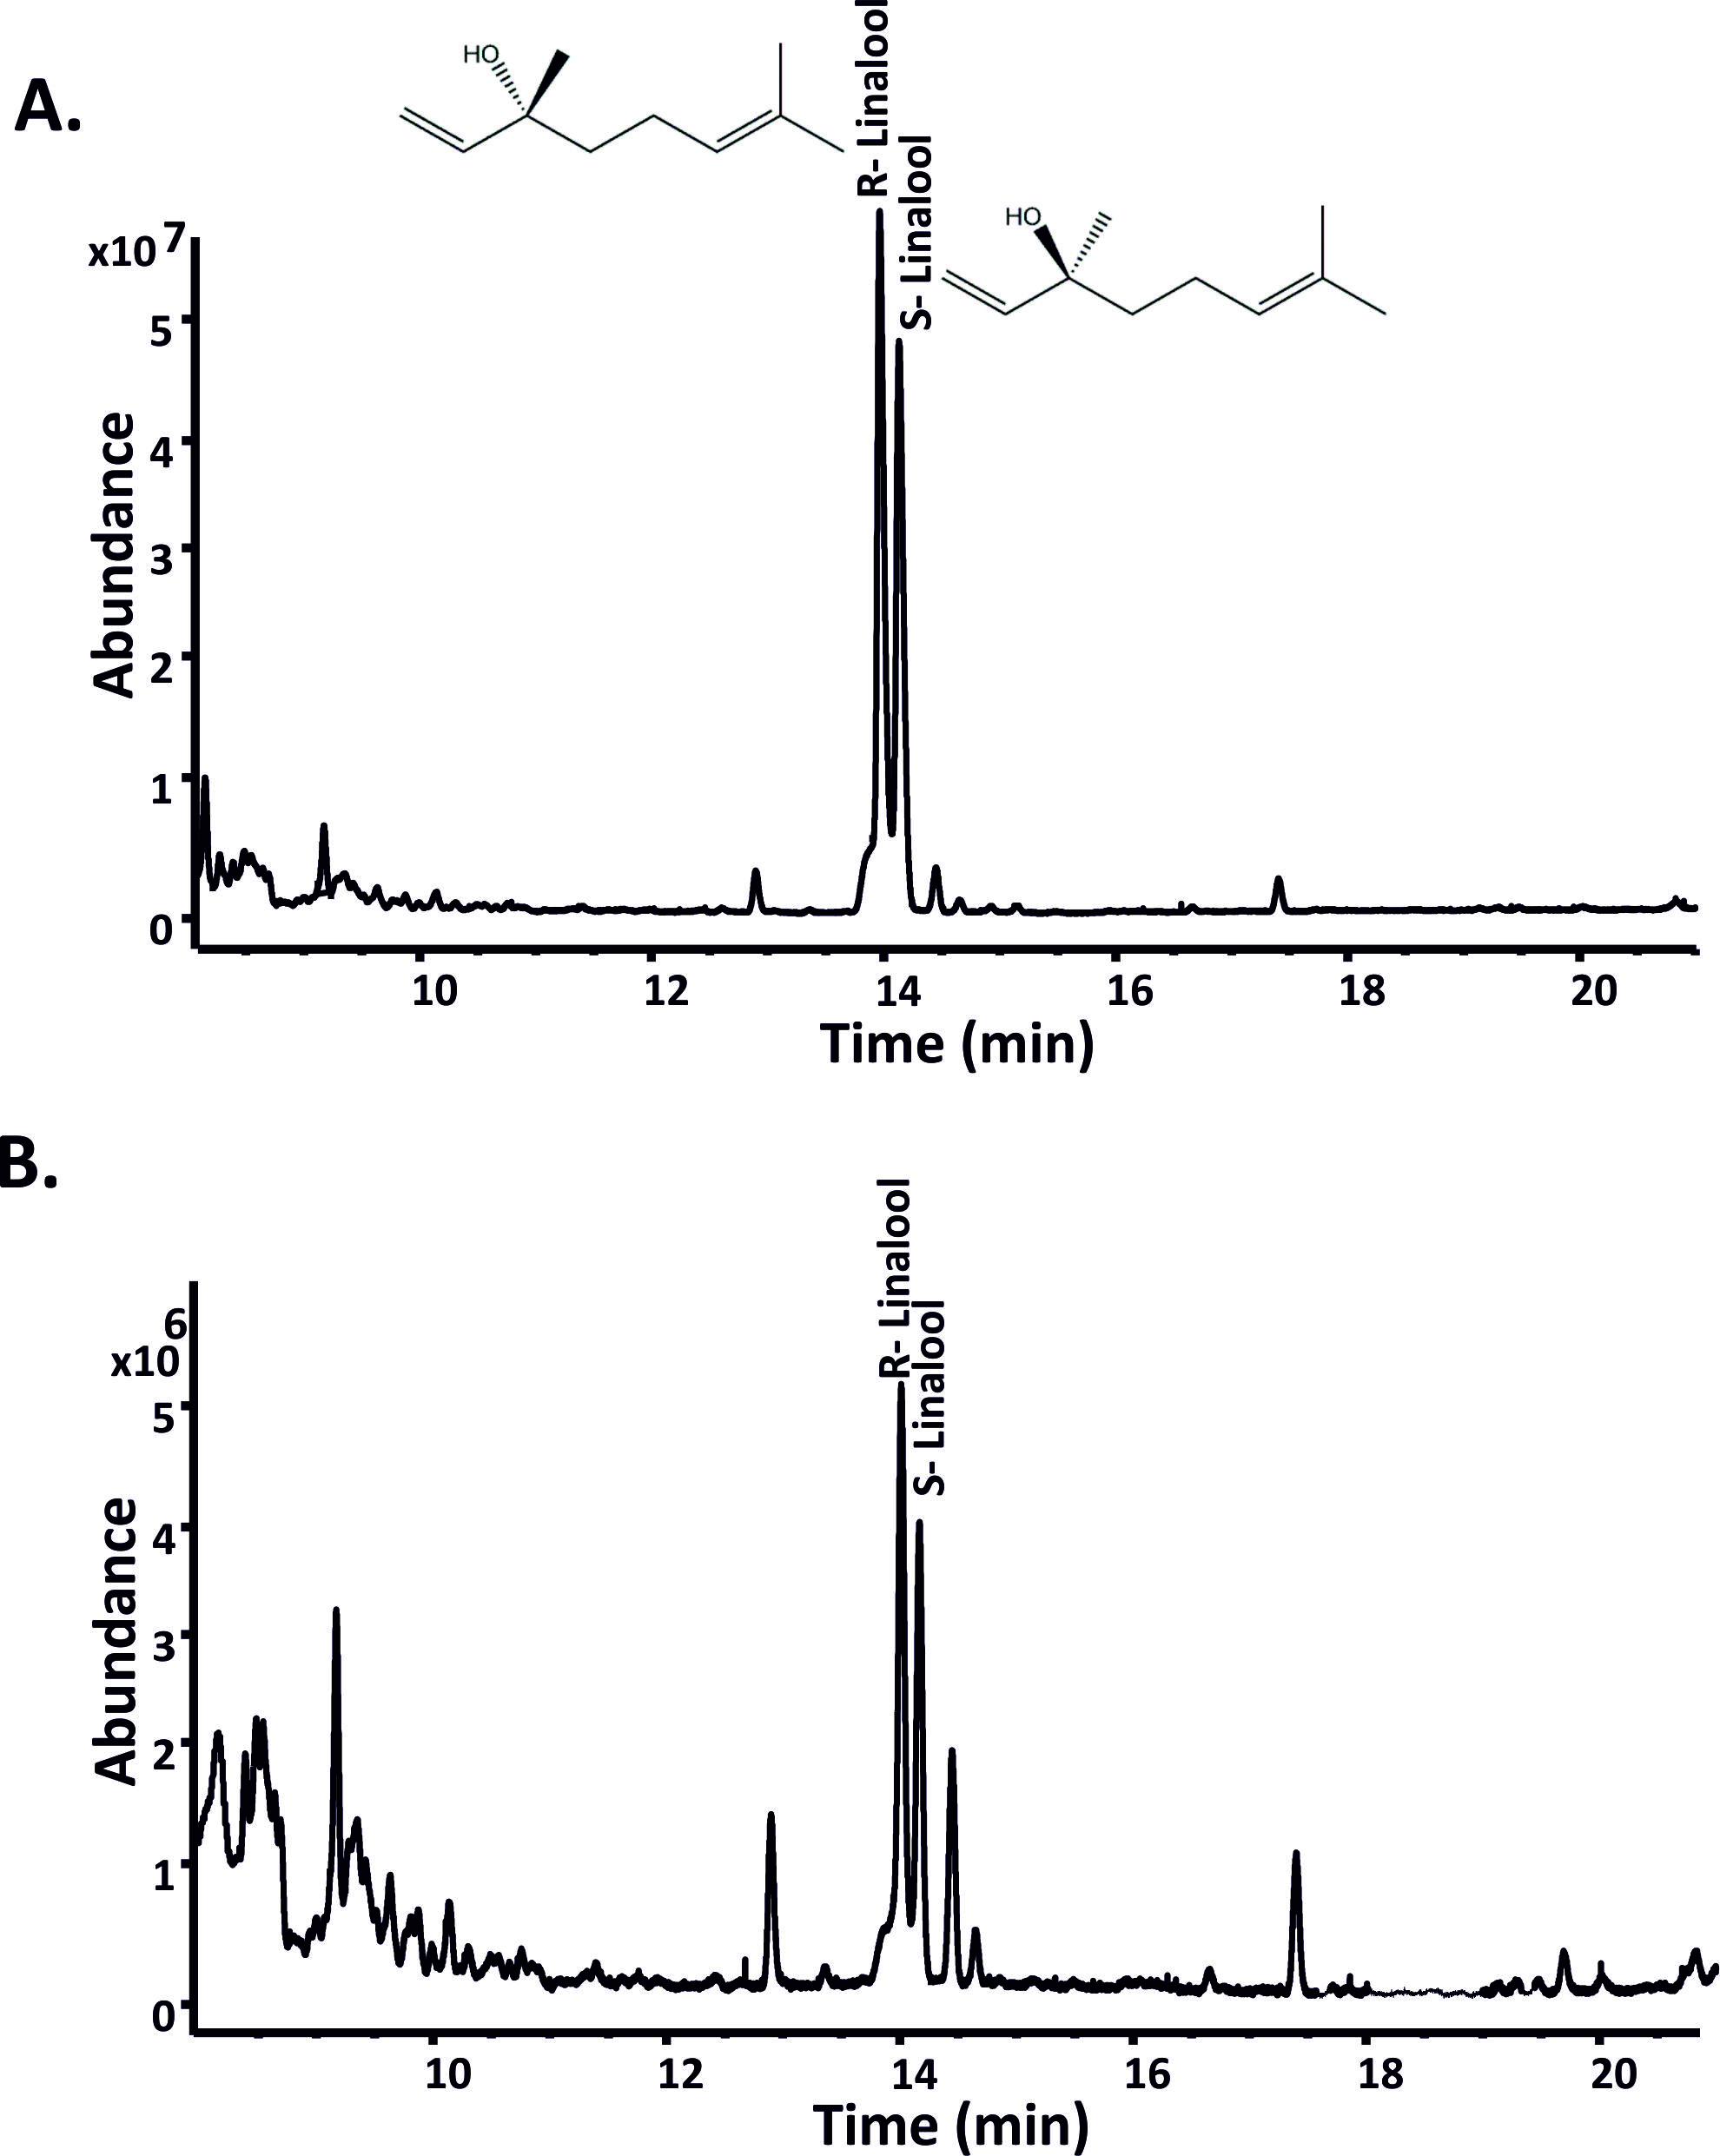 A.
HO
R- Linalool
S- Linalool
HO
x10 7
5
4
3
2
1
0
Abundance
10 12 14 16 18 20
Time (min)
B.
R- Linalool
S- Linalool
6
x10
5
4
3
2
1
0
Abundance
10 12 14 16 18 20
Time (min)